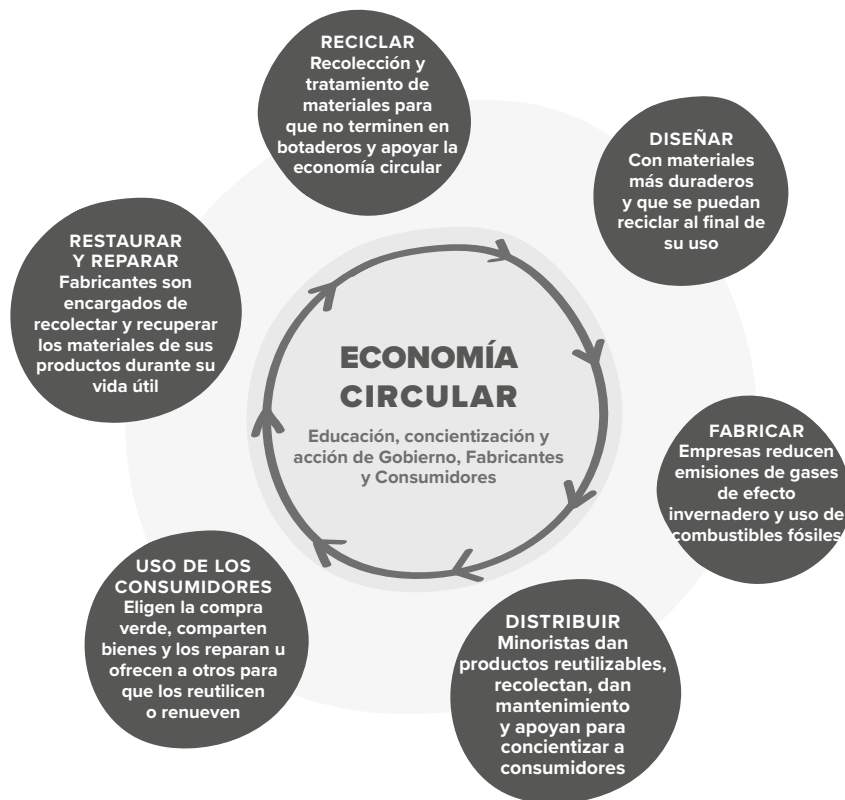 RECICLAR
Recolección y
tratamiento de
materiales para
que no terminen en
botaderos y apoyar la
economía circular
DISEÑAR
Con materiales
más duraderos
y que se puedan
reciclar al final de
su uso
RESTAURAR
Y REPARAR
Fabricantes son
encargados de
recolectar y recuperar
los materiales de sus
productos durante su
vida útil
ECONOMÍA
CIRCULAR
Educación, concientización y
acción de Gobierno, Fabricantes
y Consumidores
FABRICAR
Empresas reducen
emisiones de gases
de efecto
invernadero y uso de
combustibles fósiles
USO DE LOS
CONSUMIDORES
Eligen la compra
verde, comparten
bienes y los reparan u
ofrecen a otros para
que los reutilicen
o renueven
DISTRIBUIR
Minoristas dan
productos reutilizables,
recolectan, dan
mantenimiento
y apoyan para
concientizar a
consumidores